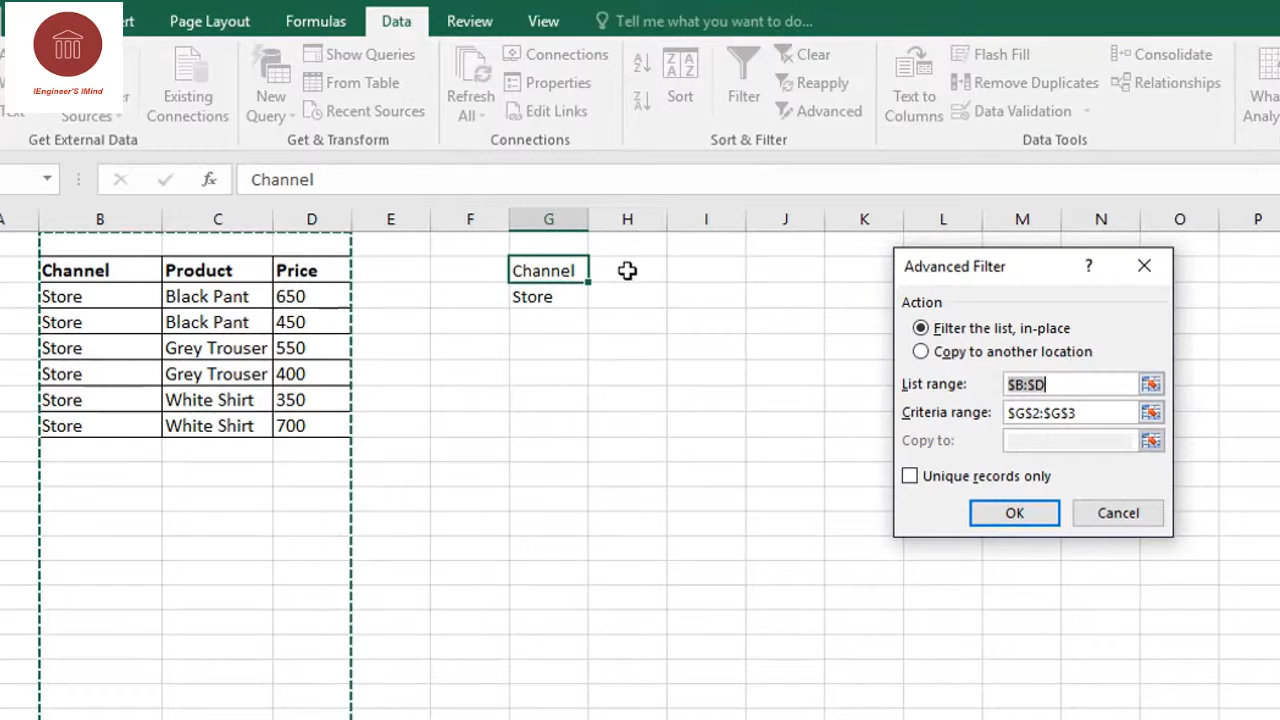 ert Page Layout Formulas Data Review View Tell me what you want to do...
IEngineer'S IMind
Existing Connections
Get External Data
New Query
Show Queries
From Table
Recent Sources
Get & Transform
Refresh All
Connections
Properties
Edit Links
Connections
Sort
Filter
Clear
Reapply
Advanced
Sort & Filter
Text to Columns
Flash Fill
Remove Duplicates
Data Validation
Consolidate
Relationships
Data Tools
Wha
Analy
Sources
fx Channel
A B C D E F G H I J K L M N O P
Channel Product Price Channel
Store Black Pant 650 Store
Store Black Pant 450
Store Grey Trouser 550
Store Grey Trouser 400
Store White Shirt 350
Store White Shirt 700
Advanced Filter ? ×
Action
Filter the list, in-place
Copy to another location
List range: $B:$D
Criteria range: $G$2:$G$3
Copy to:
Unique records only
OK Cancel